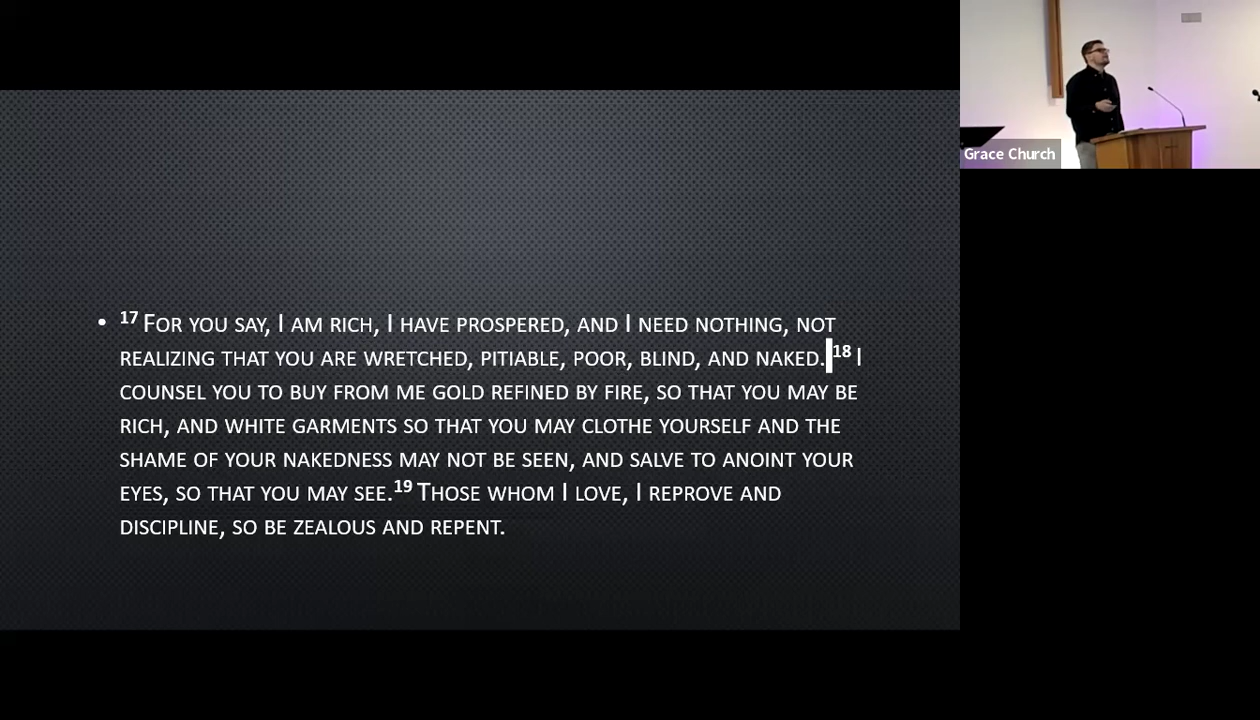 • 17 FOR YOU SAY, I AM RICH, I HAVE PROSPERED, AND I NEED NOTHING, NOT
REALIZING THAT YOU ARE WRETCHED, PITIABLE, POOR, BLIND, AND NAKED. 18 I
COUNSEL YOU TO BUY FROM ME GOLD REFINED BY FIRE, SO THAT YOU MAY BE
RICH, AND WHITE GARMENTS SO THAT YOU MAY CLOTHE YOURSELF AND THE
SHAME OF YOUR NAKEDNESS MAY NOT BE SEEN, AND SALVE TO ANOINT YOUR
EYES, SO THAT YOU MAY SEE. 19 THOSE WHOM I LOVE, I REPROVE AND
DISCIPLINE, SO BE ZEALOUS AND REPENT.
Grace Church